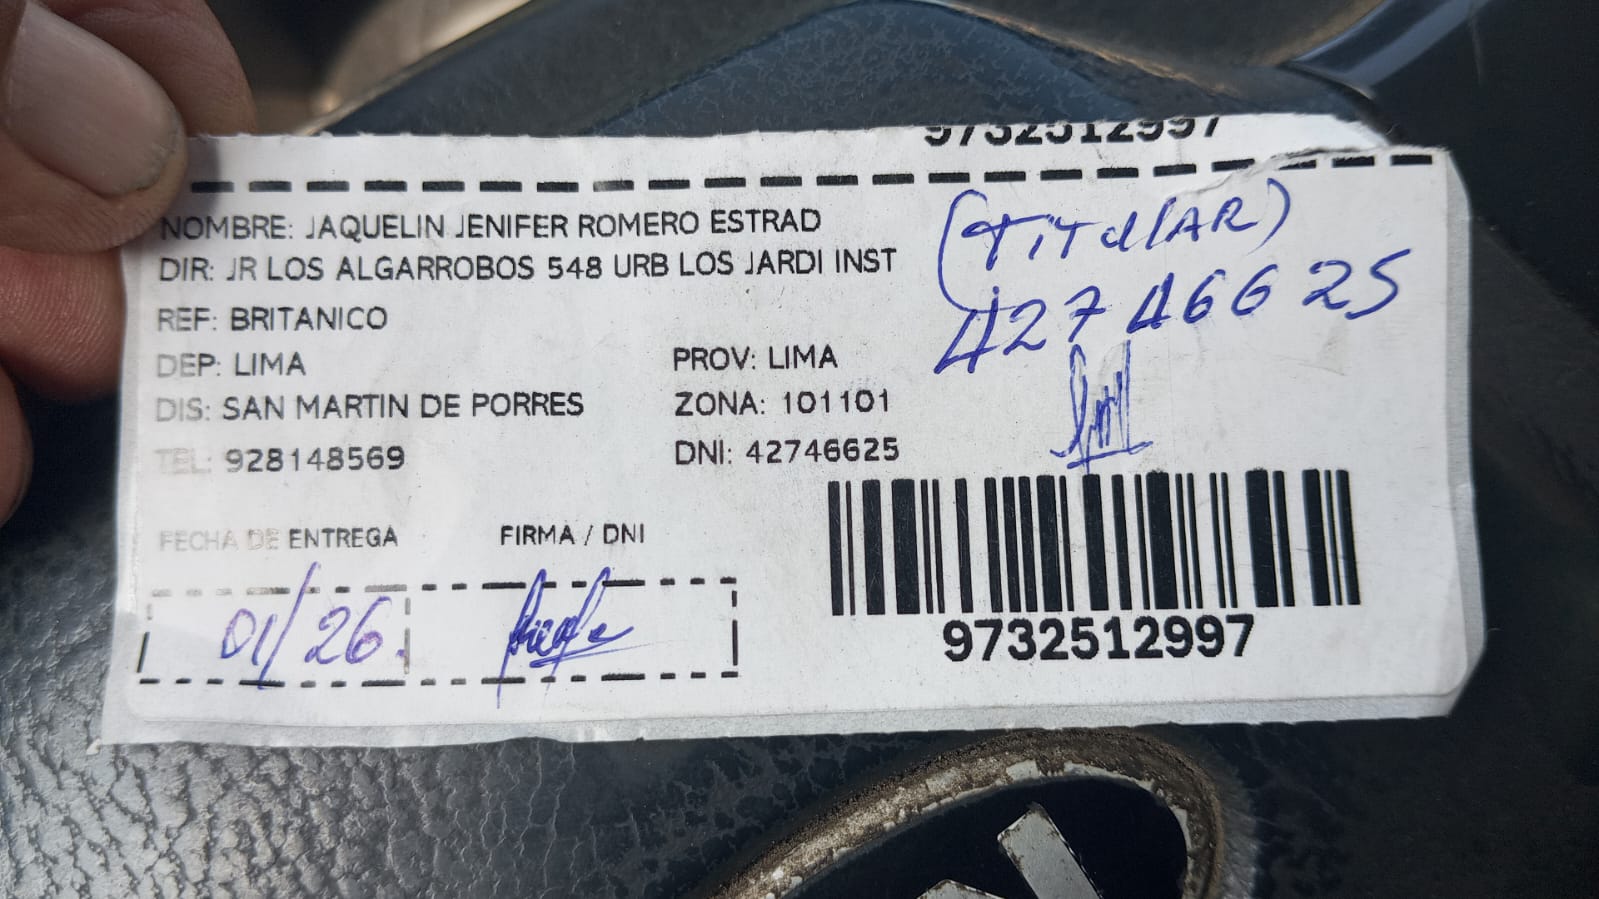 9732512997
NOMBRE: JAQUELIN JENIFER ROMERO ESTRAD
DIR: JR LOS ALGARROBOS 548 URB LOS JARDI INST
REF: BRITANICO
DEP: LIMA
PROV: LIMA
DIS: SAN MARTIN DE PORRES
ZONA: 101101
TEL: 928148569
DNI: 42746625
(TITULAR)
42746625
FECHA DE ENTREGA
FIRMA / DNI
01/26.
9732512997